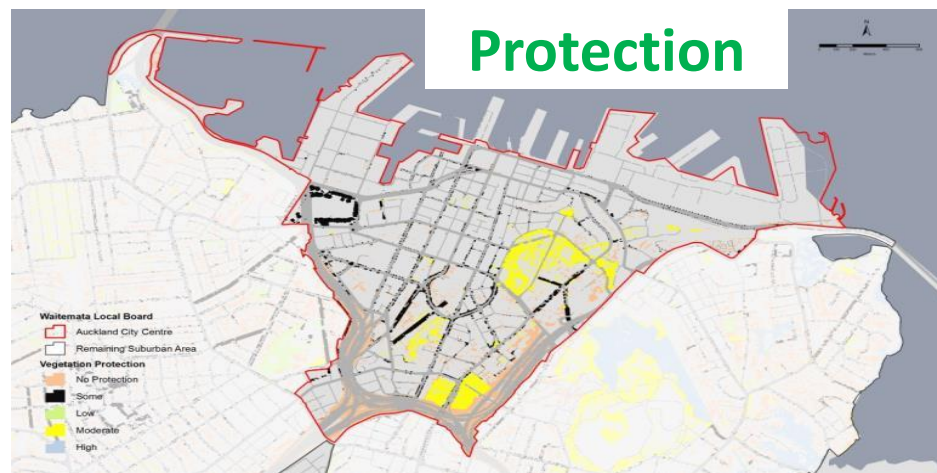 Protection
N
Waitemata Local Board
Auckland City Centre
Remaining Suburban Area
Vegetation Protection
No Protection
Some
Low
Moderate
High